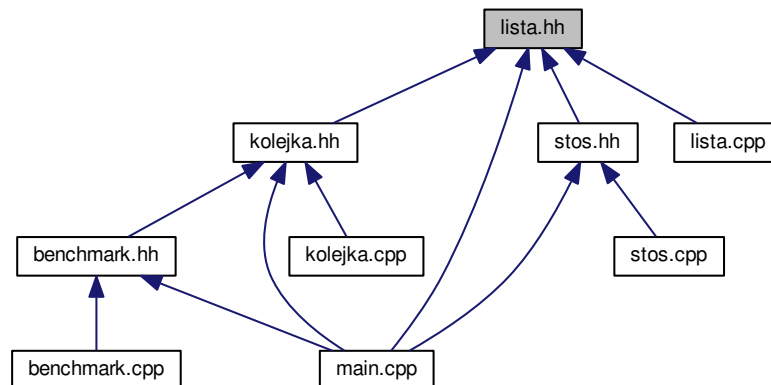 lista.hh
kolejka.hh
stos.hh
lista.cpp
benchmark.hh
kolejka.cpp
stos.cpp
benchmark.cpp
main.cpp